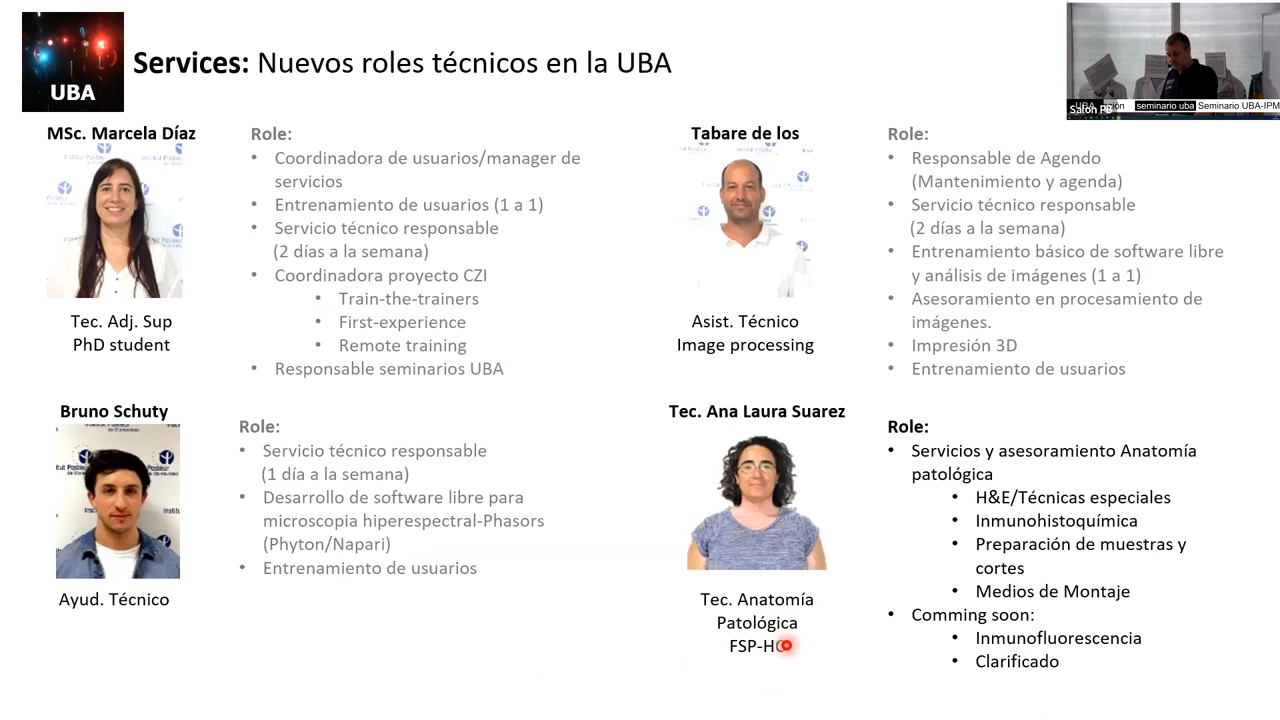 UBA
Services: Nuevos roles técnicos en la UBA
seminario uba Seminario UBA-IPM
MSc. Marcela Díaz
Tec. Adj. Sup
PhD student
Role:
• Coordinadora de usuarios/manager de
servicios
• Entrenamiento de usuarios (1 a 1)
• Servicio técnico responsable
(2 días a la semana)
• Coordinadora proyecto CZI
• Train-the-trainers
• First-experience
• Remote training
• Responsable seminarios UBA
Tabare de los
Asist. Técnico
Image processing
Role:
• Responsable de Agendo
(Mantenimiento y agenda)
• Servicio técnico responsable
(2 días a la semana)
• Entrenamiento básico de software libre
y análisis de imágenes (1 a 1)
• Asesoramiento en procesamiento de
imágenes.
• Impresión 3D
• Entrenamiento de usuarios
Bruno Schuty
Ayud. Técnico
Role:
• Servicio técnico responsable
(1 día a la semana)
• Desarrollo de software libre para
microscopia hiperespectral-Phasors
(Phyton/Napari)
• Entrenamiento de usuarios
Tec. Ana Laura Suarez
Tec. Anatomía
Patológica
Role:
• Servicios y asesoramiento Anatomía
patológica
• H&E/Técnicas especiales
• Inmunohistoquímica
• Preparación de muestras y
cortes
• Medios de Montaje
• Comming soon:
• Inmunofluorescencia
• Clarificado